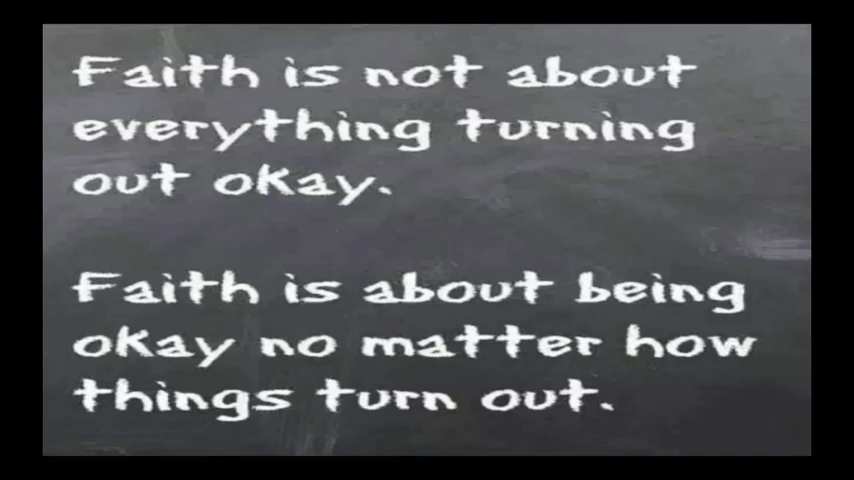 Faith is not about
everything turning
out okay.
Faith is about being
okay no matter how
things turn out.